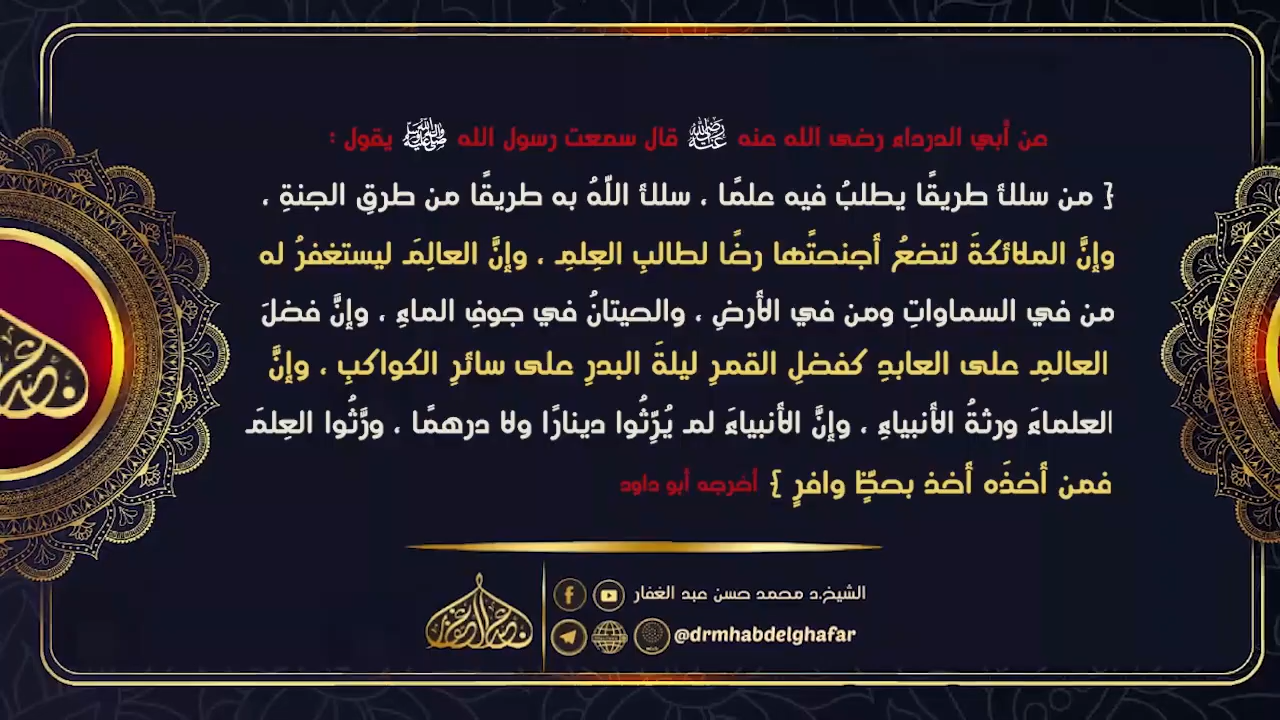 عن أبي الدرداء رضى الله عنه ﵁ قال سمعت رسول الله ﷺ يقول :
{ من سلك طريقًا يطلبُ فيه علمًا ، سلك اللّهُ به طريقًا من طرقِ الجنةِ ،
وإنَّ الملائكةَ لتضعُ أجنحتَها رضًا لطالبِ العِلمِ ، وإنَّ العالِمَ ليستغفرُ له
من في السماواتِ ومن في الأرضِ ، والحيتانُ في جوفِ الماءِ ، وإنَّ فضلَ
العالمِ على العابدِ كفضلِ القمرِ ليلةَ البدرِ على سائرِ الكواكبِ ، وإنَّ
العلماءَ ورثةُ الأنبياءِ ، وإنَّ الأنبياءَ لم يُرِّثُوا دينارًا ولا درهمًا ، ورَّثُوا العِلمَ
فمن أخذَه أخذ بحظٍّ وافرٍ } أخرجه أبو داود
الشيخ.د محمد حسن عبد الغفار
@drmhabdelghafar